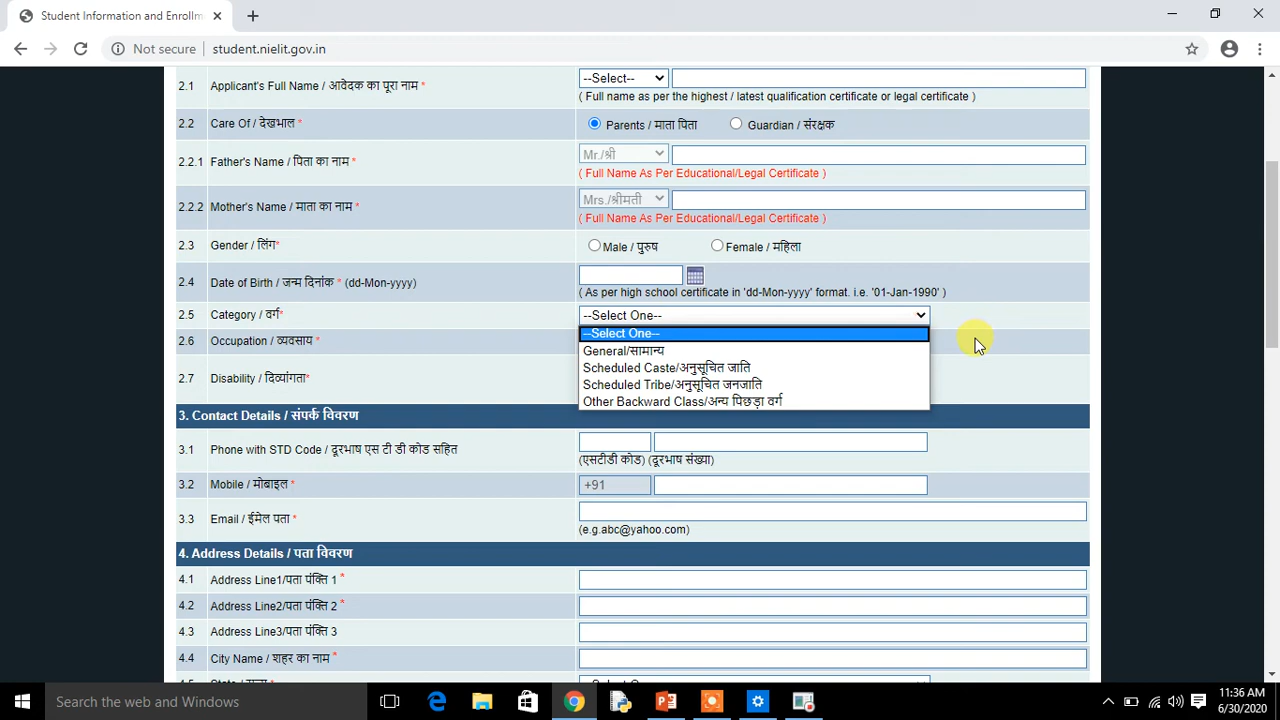 Student Information and Enrollm
Not secure student.nielit.gov.in
2.1 Applicant's Full Name / आवेदक का पूरा नाम * --Select--
( Full name as per the highest / latest qualification certificate or legal certificate )
2.2 Care Of / देखभाल * Parents / माता पिता Guardian / संरक्षक
2.2.1 Father's Name / पिता का नाम * Mr./श्री
( Full Name As Per Educational/Legal Certificate )
2.2.2 Mother's Name / माता का नाम * Mrs./श्रीमती
( Full Name As Per Educational/Legal Certificate )
2.3 Gender / लिंग* Male / पुरुष Female / महिला
2.4 Date of Birth / जन्म दिनांक * (dd-Mon-yyyy)
( As per high school certificate in 'dd-Mon-yyyy' format. i.e. '01-Jan-1990' )
2.5 Category / वर्ग* --Select One--
--Select One--
2.6 Occupation / व्यवसाय *
General/सामान्य
Scheduled Caste/अनुसूचित जाति
2.7 Disability / दिव्यांगता*
Scheduled Tribe/अनुसूचित जनजाति
Other Backward Class/अन्य पिछड़ा वर्ग
3. Contact Details / संपर्क विवरण
3.1 Phone with STD Code / दूरभाष एस टी डी कोड सहित
(एसटीडी कोड) (दूरभाष संख्या)
3.2 Mobile / मोबाइल * +91
3.3 Email / ईमेल पता *
(e.g.abc@yahoo.com)
4. Address Details / पता विवरण
4.1 Address Line1/पता पंक्ति 1 *
4.2 Address Line2/पता पंक्ति 2 *
4.3 Address Line3/पता पंक्ति 3
4.4 City Name / शहर का नाम *
Search the web and Windows
11:36 AM
6/30/2020